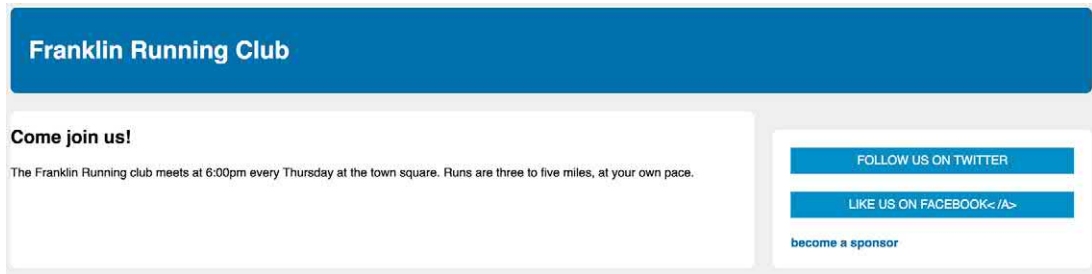 Franklin Running Club
Come join us!
The Franklin Running club meets at 6:00pm every Thursday at the town square. Runs are three to five miles, at your own pace.
FOLLOW US ON TWITTER
LIKE US ON FACEBOOK< /A>
become a sponsor